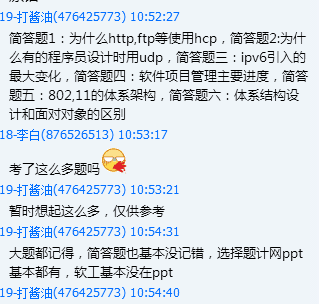 19-打酱油(476425773) 10:52:27
简答题1：为什么http,ftp等使用hcp，简答题2:为什
么有的程序员设计时用udp，简答题三：ipv6引入的
最大变化，简答题四：软件项目管理主要进度，简答
题五：802,11的体系架构，简答题六：体系结构设
计和面对对象的区别
18-李白(876526513) 10:53:17
考了这么多题吗
19-打酱油(476425773) 10:53:21
暂时想起这么多，仅供参考
19-打酱油(476425773) 10:54:31
大题都记得，简答题也基本没记错，选择题计网ppt
基本都有，软工基本没在ppt
19-打酱油(476425773) 10:54:40